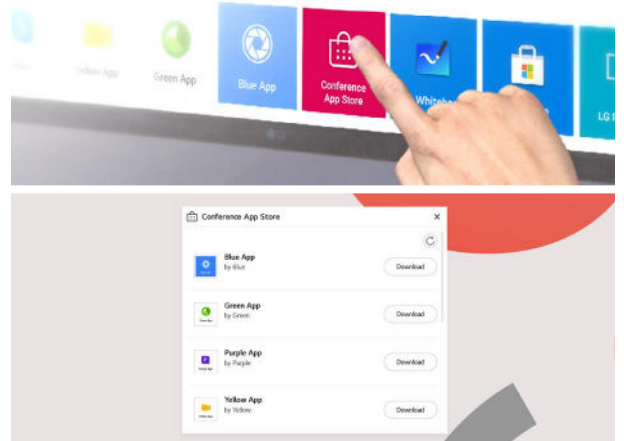 Yellow App
Green App
Blue App
Conference
App Store
LG
Conference App Store
Blue App
by Blue
Download
Green App
by Green
Download
Purple App
by Purple
Download
Yellow App
by Yellow
Download